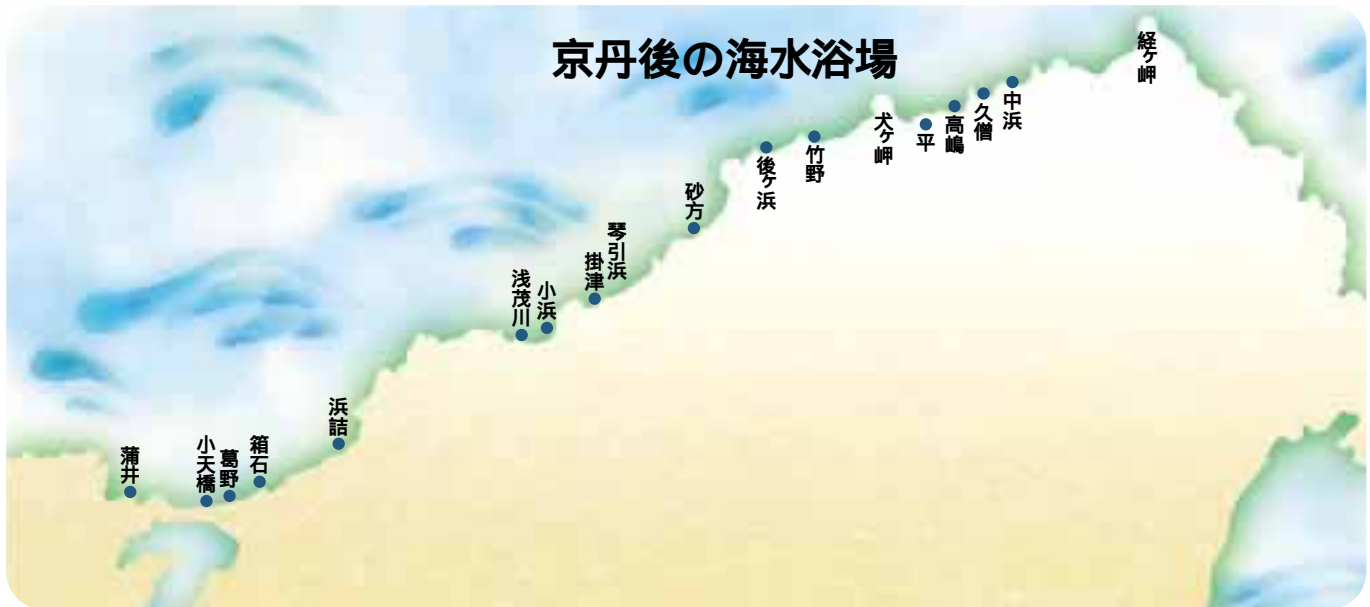 京丹後の海水浴場
経ヶ岬
中浜
久僧
高嶋
平
犬ヶ岬
竹野
後ヶ浜
砂方
琴引浜
掛津
小浜
浅茂川
浜詰
箱石
葛野
小天橋
蒲井